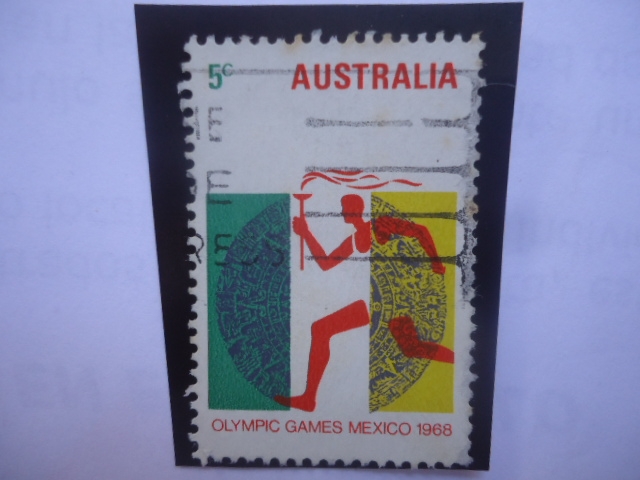 5c AUSTRALIA
OLYMPIC GAMES MEXICO 1968